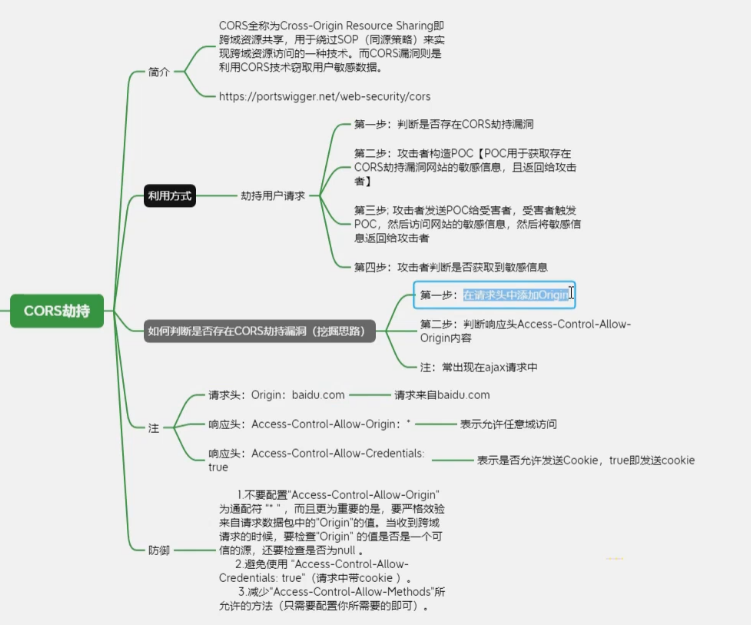 CORS劫持
简介
CORS全称为Cross-Origin Resource Sharing即
跨域资源共享，用于绕过SOP（同源策略）来实
现跨域资源访问的一种技术。而CORS漏洞则是
利用CORS技术窃取用户敏感数据。
https://portswigger.net/web-security/cors
利用方式
劫持用户请求
第一步：判断是否存在CORS劫持漏洞
第二步：攻击者构造POC【POC用于获取存在
CORS劫持漏洞网站的敏感信息，且返回给攻击
者】
第三步: 攻击者发送POC给受害者，受害者触发
POC，然后访问网站的敏感信息，然后将敏感信
息返回给攻击者
第四步：攻击者判断是否获取到敏感信息
如何判断是否存在CORS劫持漏洞（挖掘思路）
第一步：在请求头中添加Origin
第二步：判断响应头Access-Control-Allow-
Origin内容
注：常出现在ajax请求中
注
请求头：Origin：baidu.com
请求来自baidu.com
响应头：Access-Control-Allow-Origin：*
表示允许任意域访问
响应头：Access-Control-Allow-Credentials:
true
表示是否允许发送Cookie，true即发送cookie
防御
1.不要配置"Access-Control-Allow-Origin"
为通配符 "*" ，而且更为重要的是，要严格效验
来自请求数据包中的"Origin"的值。当收到跨域
请求的时候，要检查"Origin" 的值是否是一个可
信的源，还要检查是否为null 。
2.避免使用 "Access-Control-Allow-
Credentials: true"（请求中带cookie ）。
3.减少"Access-Control-Allow-Methods"所
允许的方法（只需要配置你所需要的即可）。